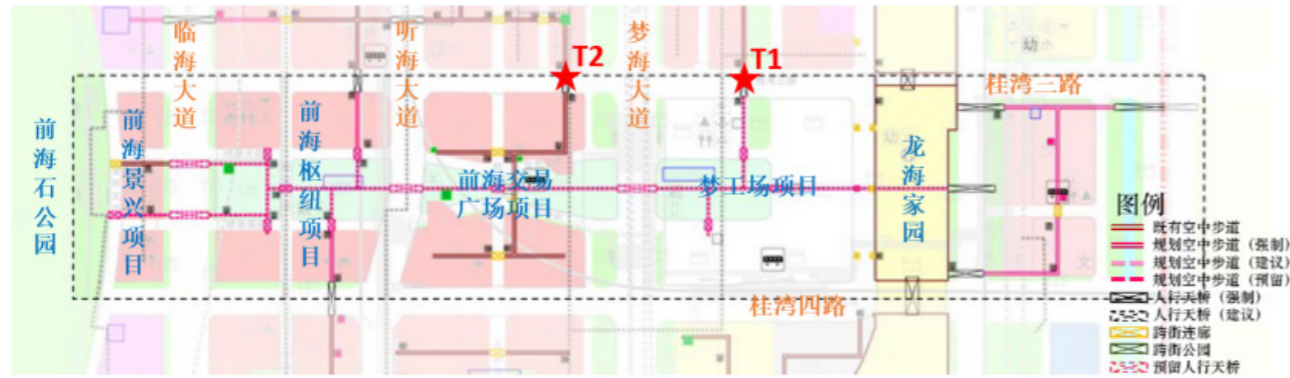 临海大道
听海大道
梦海大道
T2
T1
幼
桂湾三路
前海石公园
前海景兴项目
前海枢纽项目
前海交易
广场项目
梦工场项目
幼
龙海家园
文
桂湾四路
图例
既有空中步道
规划空中步道（强制）
规划空中步道（建议）
规划空中步道（预留）
人行天桥（强制）
人行天桥（建议）
跨街连廊
跨街公园
预留人行天桥